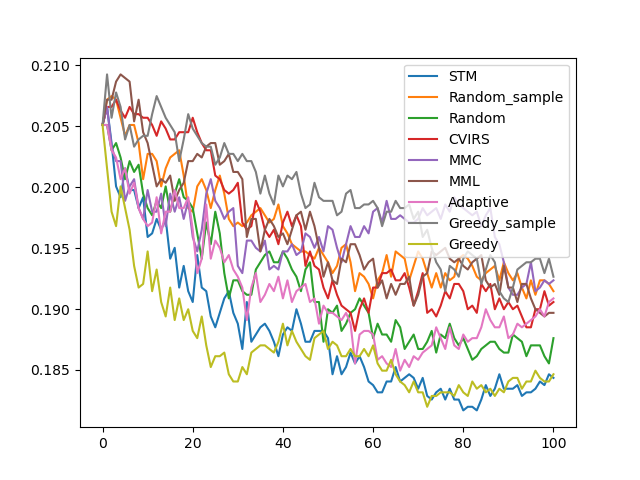 0.210
0.205
0.200
0.195
0.190
0.185
0
20
40
60
80
100
STM
Random_sample
Random
CVIRS
MMC
MML
Adaptive
Greedy_sample
Greedy